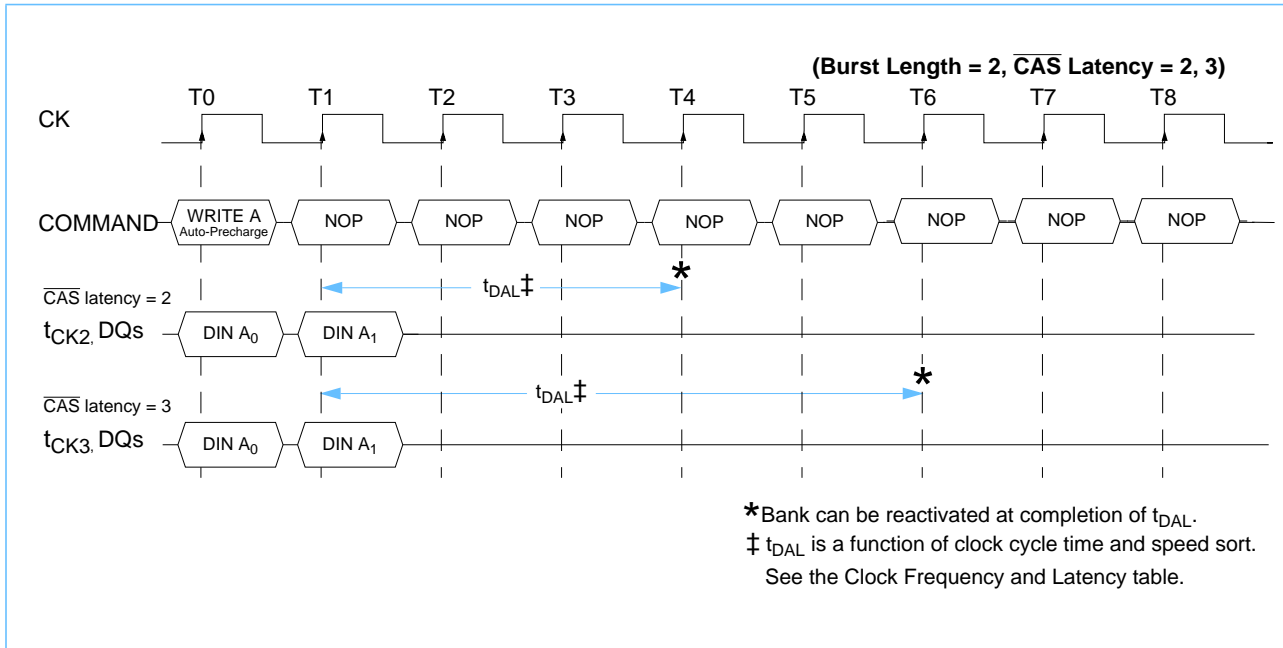 (Burst Length = 2, CAS Latency = 2, 3)
T0 T1 T2 T3 T4 T5 T6 T7 T8
CK
COMMAND WRITE A NOP NOP NOP NOP NOP NOP NOP NOP
Auto-Precharge
*
tDAL‡
CAS latency = 2
tCK2, DQs DIN A0 DIN A1
*
tDAL‡
CAS latency = 3
tCK3, DQs DIN A0 DIN A1
*Bank can be reactivated at completion of tDAL.
‡ tDAL is a function of clock cycle time and speed sort.
See the Clock Frequency and Latency table.